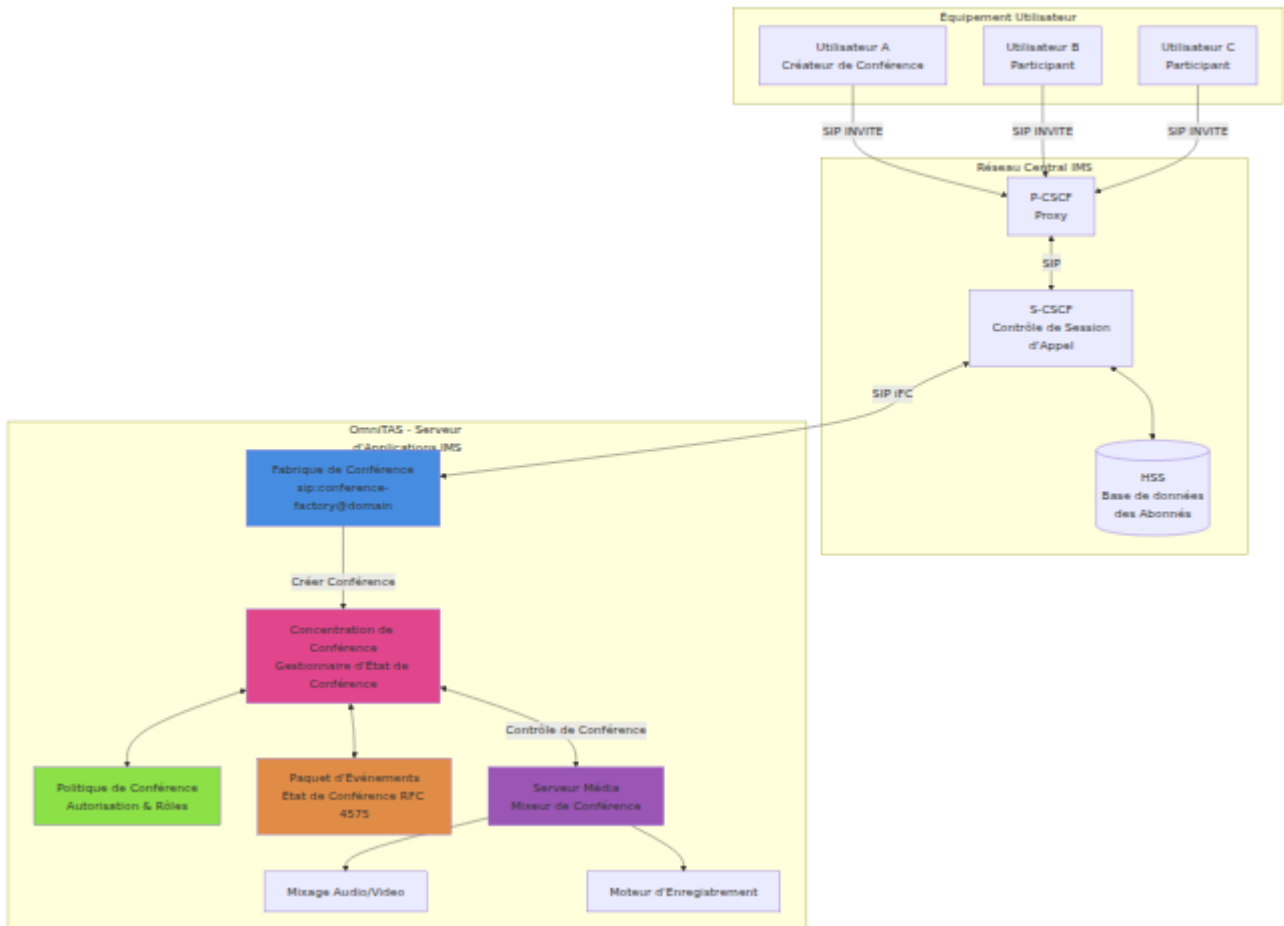 Équipement Utilisateur
Utilisateur A
Créateur de Conférence
Utilisateur B
Participant
Utilisateur C
Participant
SIP INVITE
SIP INVITE
SIP INVITE
Réseau Central IMS
P-CSCF
Proxy
SIP
S-CSCF
Contrôle de Session
d'Appel
SIP iFC
HSS
Base de données
des Abonnés
OmniTAS - Serveur
d'Applications IMS
Fabrique de Conférence
sip:conference-
factory@domain
Créer Conférence
Concentration de
Conférence
Gestionnaire d'État de
Conférence
Contrôle de Conférence
Politique de Conférence
Autorisation & Rôles
Paquet d'Événements
État de Conférence RFC
4575
Serveur Média
Mixeur de Conférence
Mixage Audio/Video
Moteur d'Enregistrement